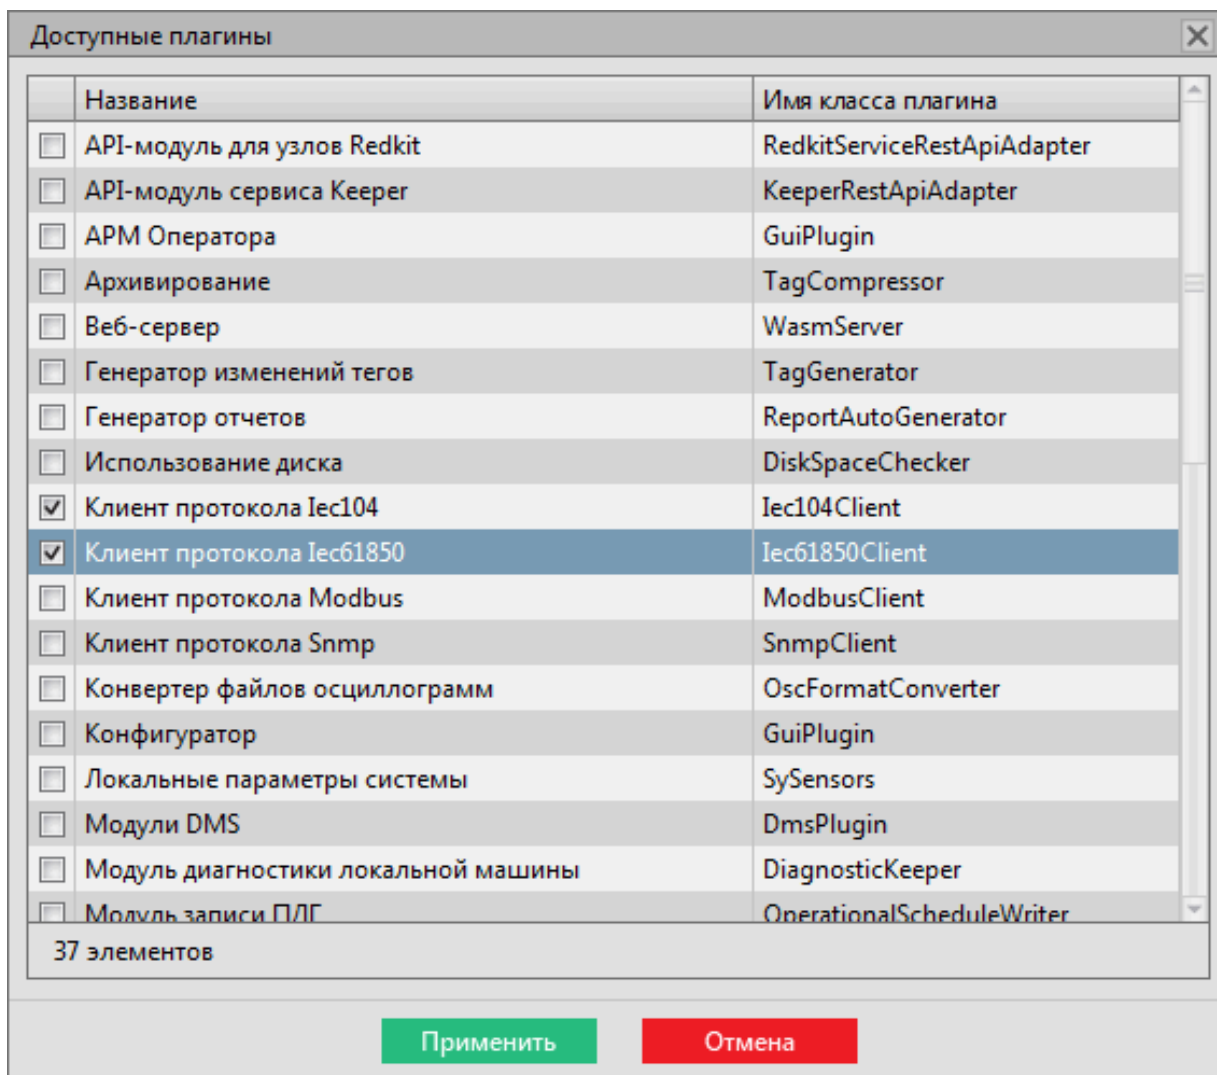 Доступные плагины
Название Имя класса плагина
API-модуль для узлов Redkit RedkitServiceRestApiAdapter
API-модуль сервиса Keeper KeeperRestApiAdapter
АРМ Оператора GuiPlugin
Архивирование TagCompressor
Веб-сервер WasmServer
Генератор изменений тегов TagGenerator
Генератор отчетов ReportAutoGenerator
Использование диска DiskSpaceChecker
Клиент протокола Iec104 Iec104Client
Клиент протокола Iec61850 Iec61850Client
Клиент протокола Modbus ModbusClient
Клиент протокола Snmp SnmpClient
Конвертер файлов осциллограмм OscFormatConverter
Конфигуратор GuiPlugin
Локальные параметры системы SySensors
Модули DMS DmsPlugin
Модуль диагностики локальной машины DiagnosticKeeper
Модуль записи ПДГ OperationalScheduleWriter
37 элементов
Применить Отмена